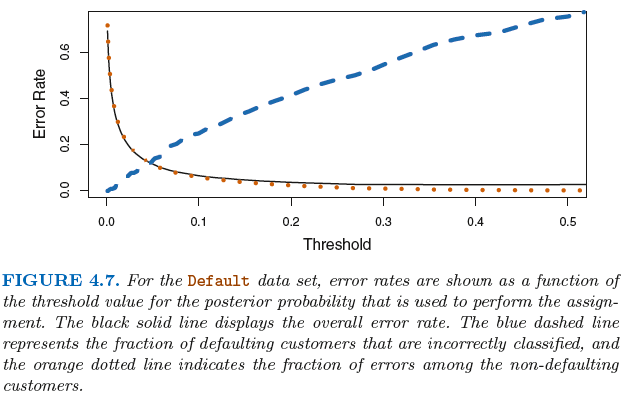 Error Rate
0.0 0.2 0.4 0.6
0.0 0.1 0.2 0.3 0.4 0.5
Threshold
FIGURE 4.7. For the Default data set, error rates are shown as a function of
the threshold value for the posterior probability that is used to perform the assign-
ment. The black solid line displays the overall error rate. The blue dashed line
represents the fraction of defaulting customers that are incorrectly classified, and
the orange dotted line indicates the fraction of errors among the non-defaulting
customers.